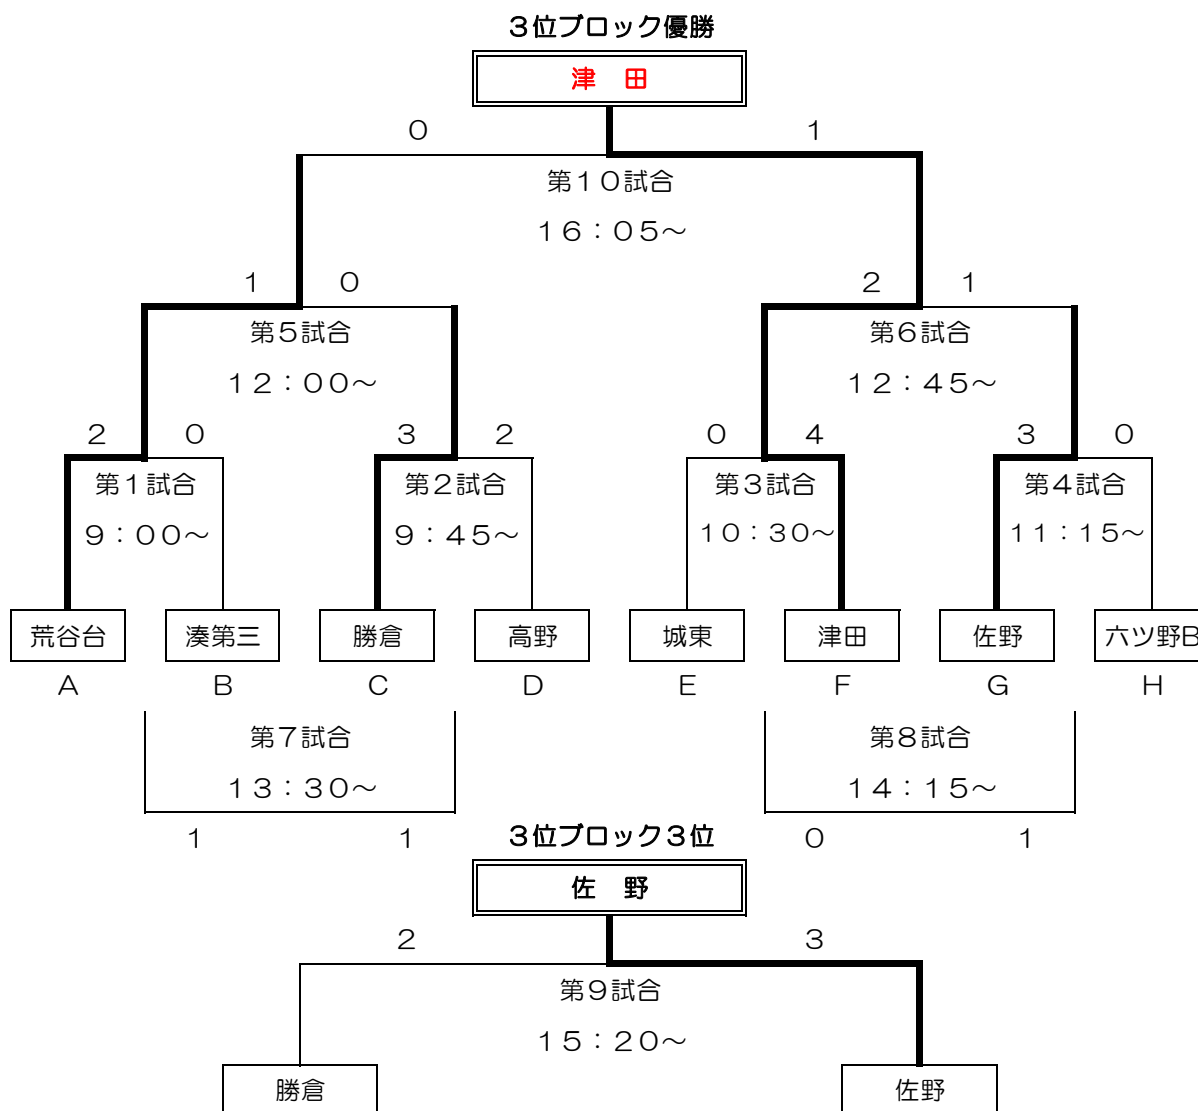 ３位ブロック優勝
津　田
０　１
第１０試合
１６：０５～
１　０　２　１
第５試合　第６試合
１２：００～　１２：４５～
２　０　３　２　０　４　３　０
第１試合　第２試合　第３試合　第４試合
９：００～　９：４５～　１０：３０～　１１：１５～
荒谷台　湊第三　勝倉　高野　城東　津田　佐野　六ツ野B
A　B　C　D　E　F　G　H
第７試合　第８試合
１３：３０～　１４：１５～
１　１　３位ブロック３位　０　１
佐　野
２　３
第９試合
１５：２０～
勝倉　佐野